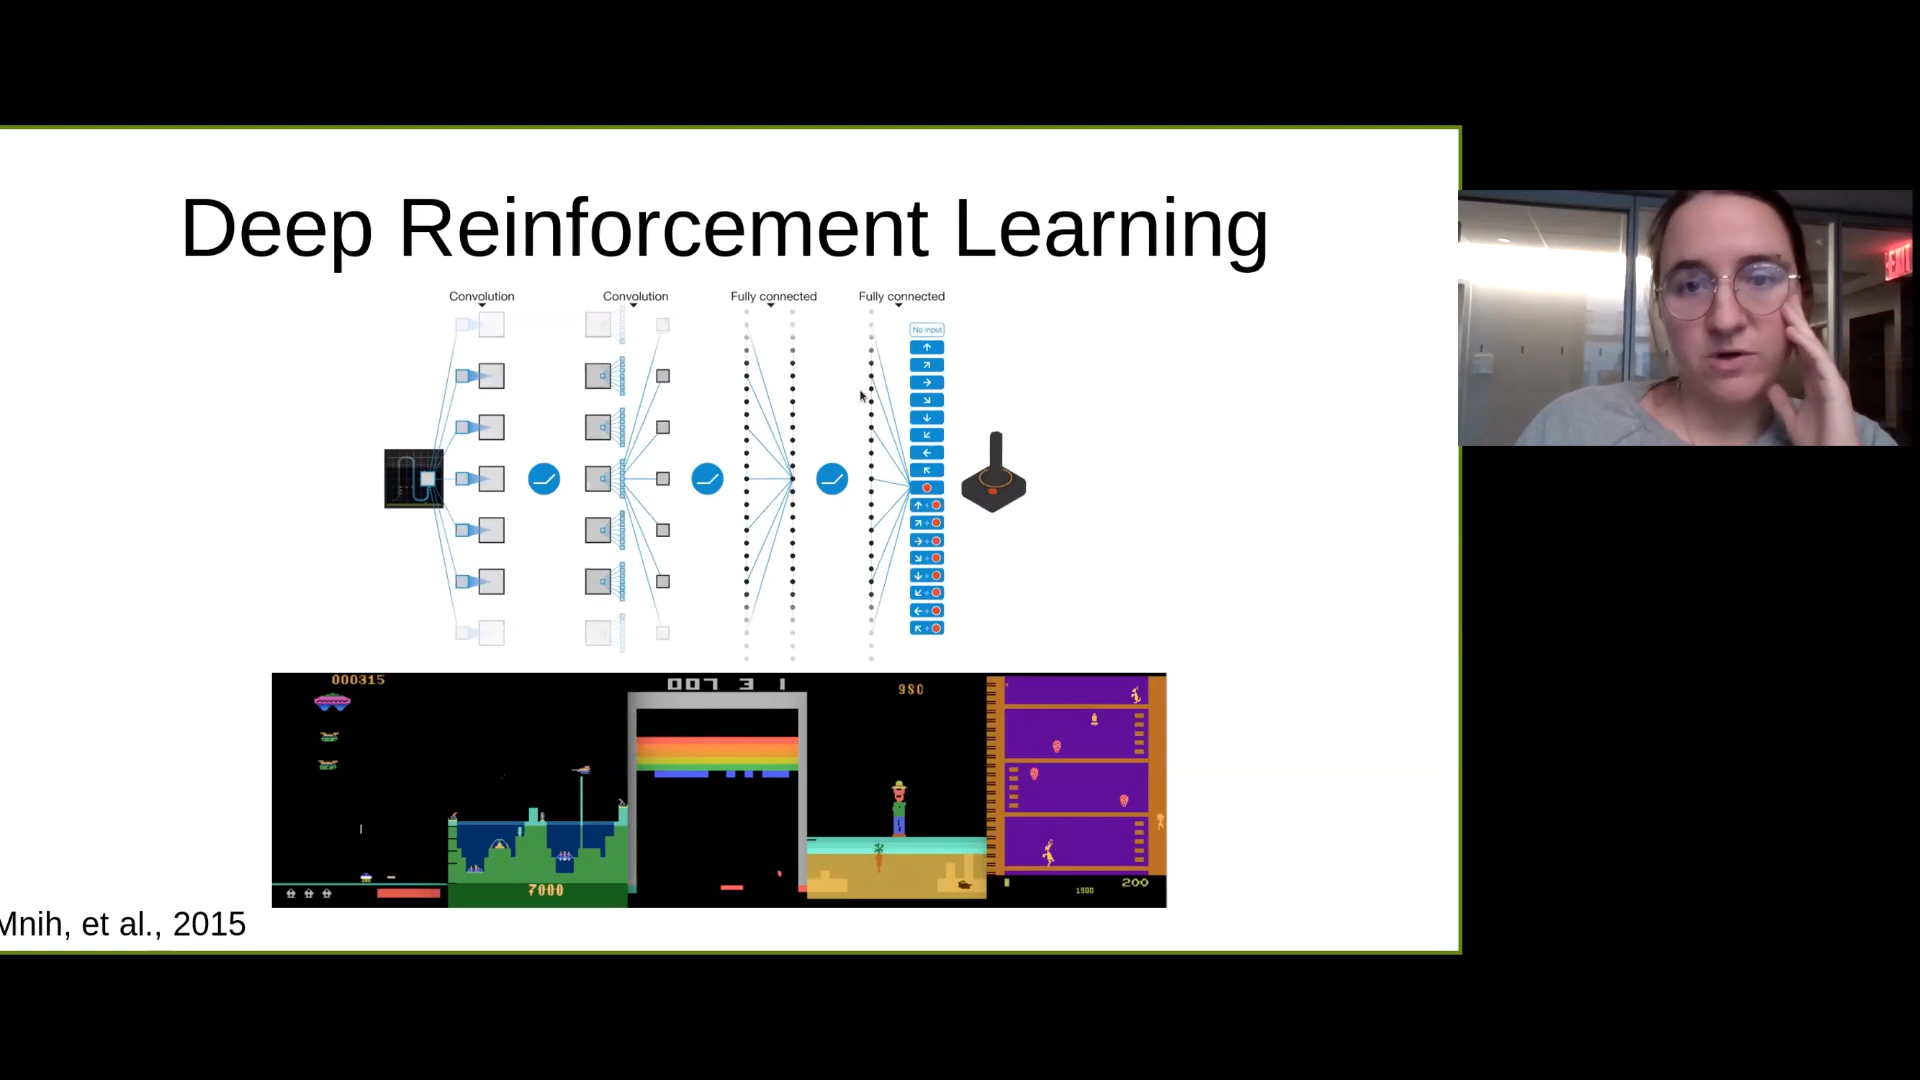 Deep Reinforcement Learning
Convolution Convolution Fully connected Fully connected
No input
EXIT
000315
007 3 1
980
7000
1900
200
Mnih, et al., 2015